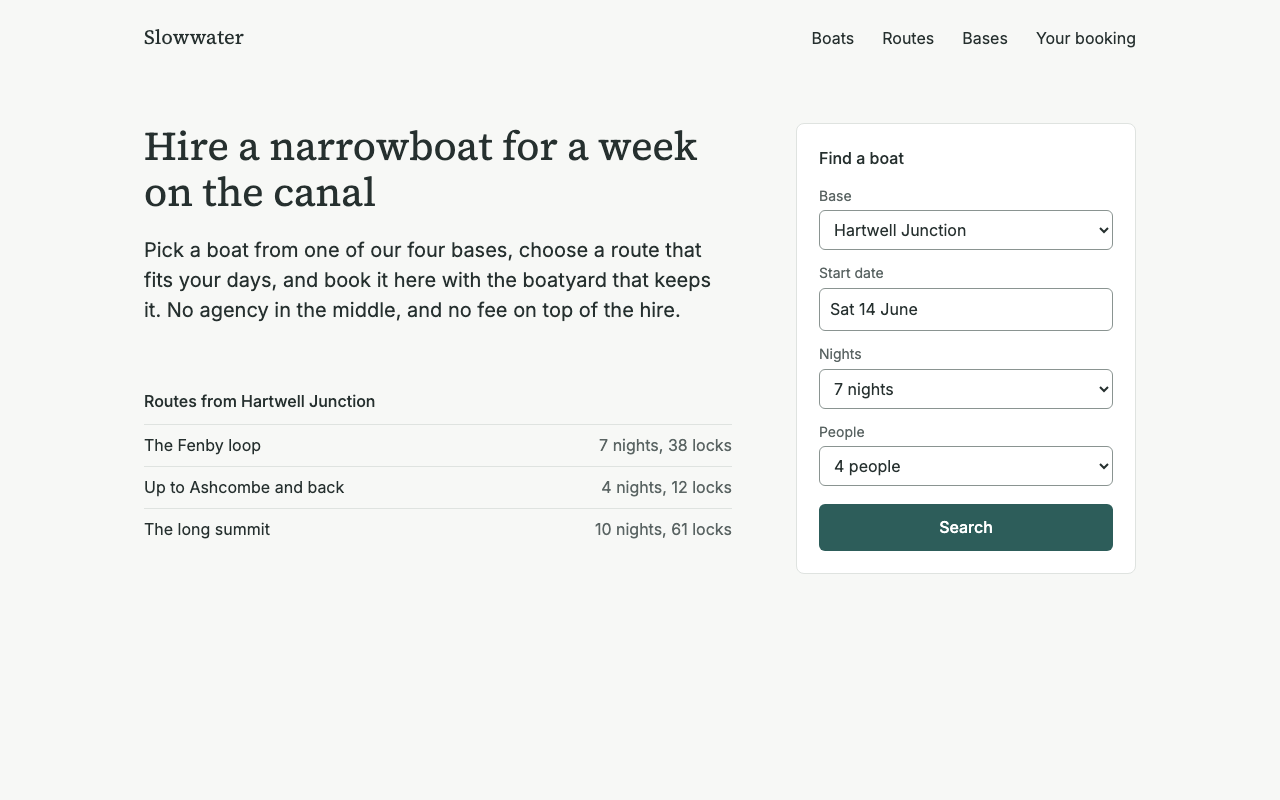 Slowwater
Boats
Routes
Bases
Your booking
Hire a narrowboat for a week
on the canal
Pick a boat from one of our four bases, choose a route that
fits your days, and book it here with the boatyard that keeps
it. No agency in the middle, and no fee on top of the hire.
Routes from Hartwell Junction
The Fenby loop
7 nights, 38 locks
Up to Ashcombe and back
4 nights, 12 locks
The long summit
10 nights, 61 locks
Find a boat
Base
Hartwell Junction
Start date
Sat 14 June
Nights
7 nights
People
4 people
Search